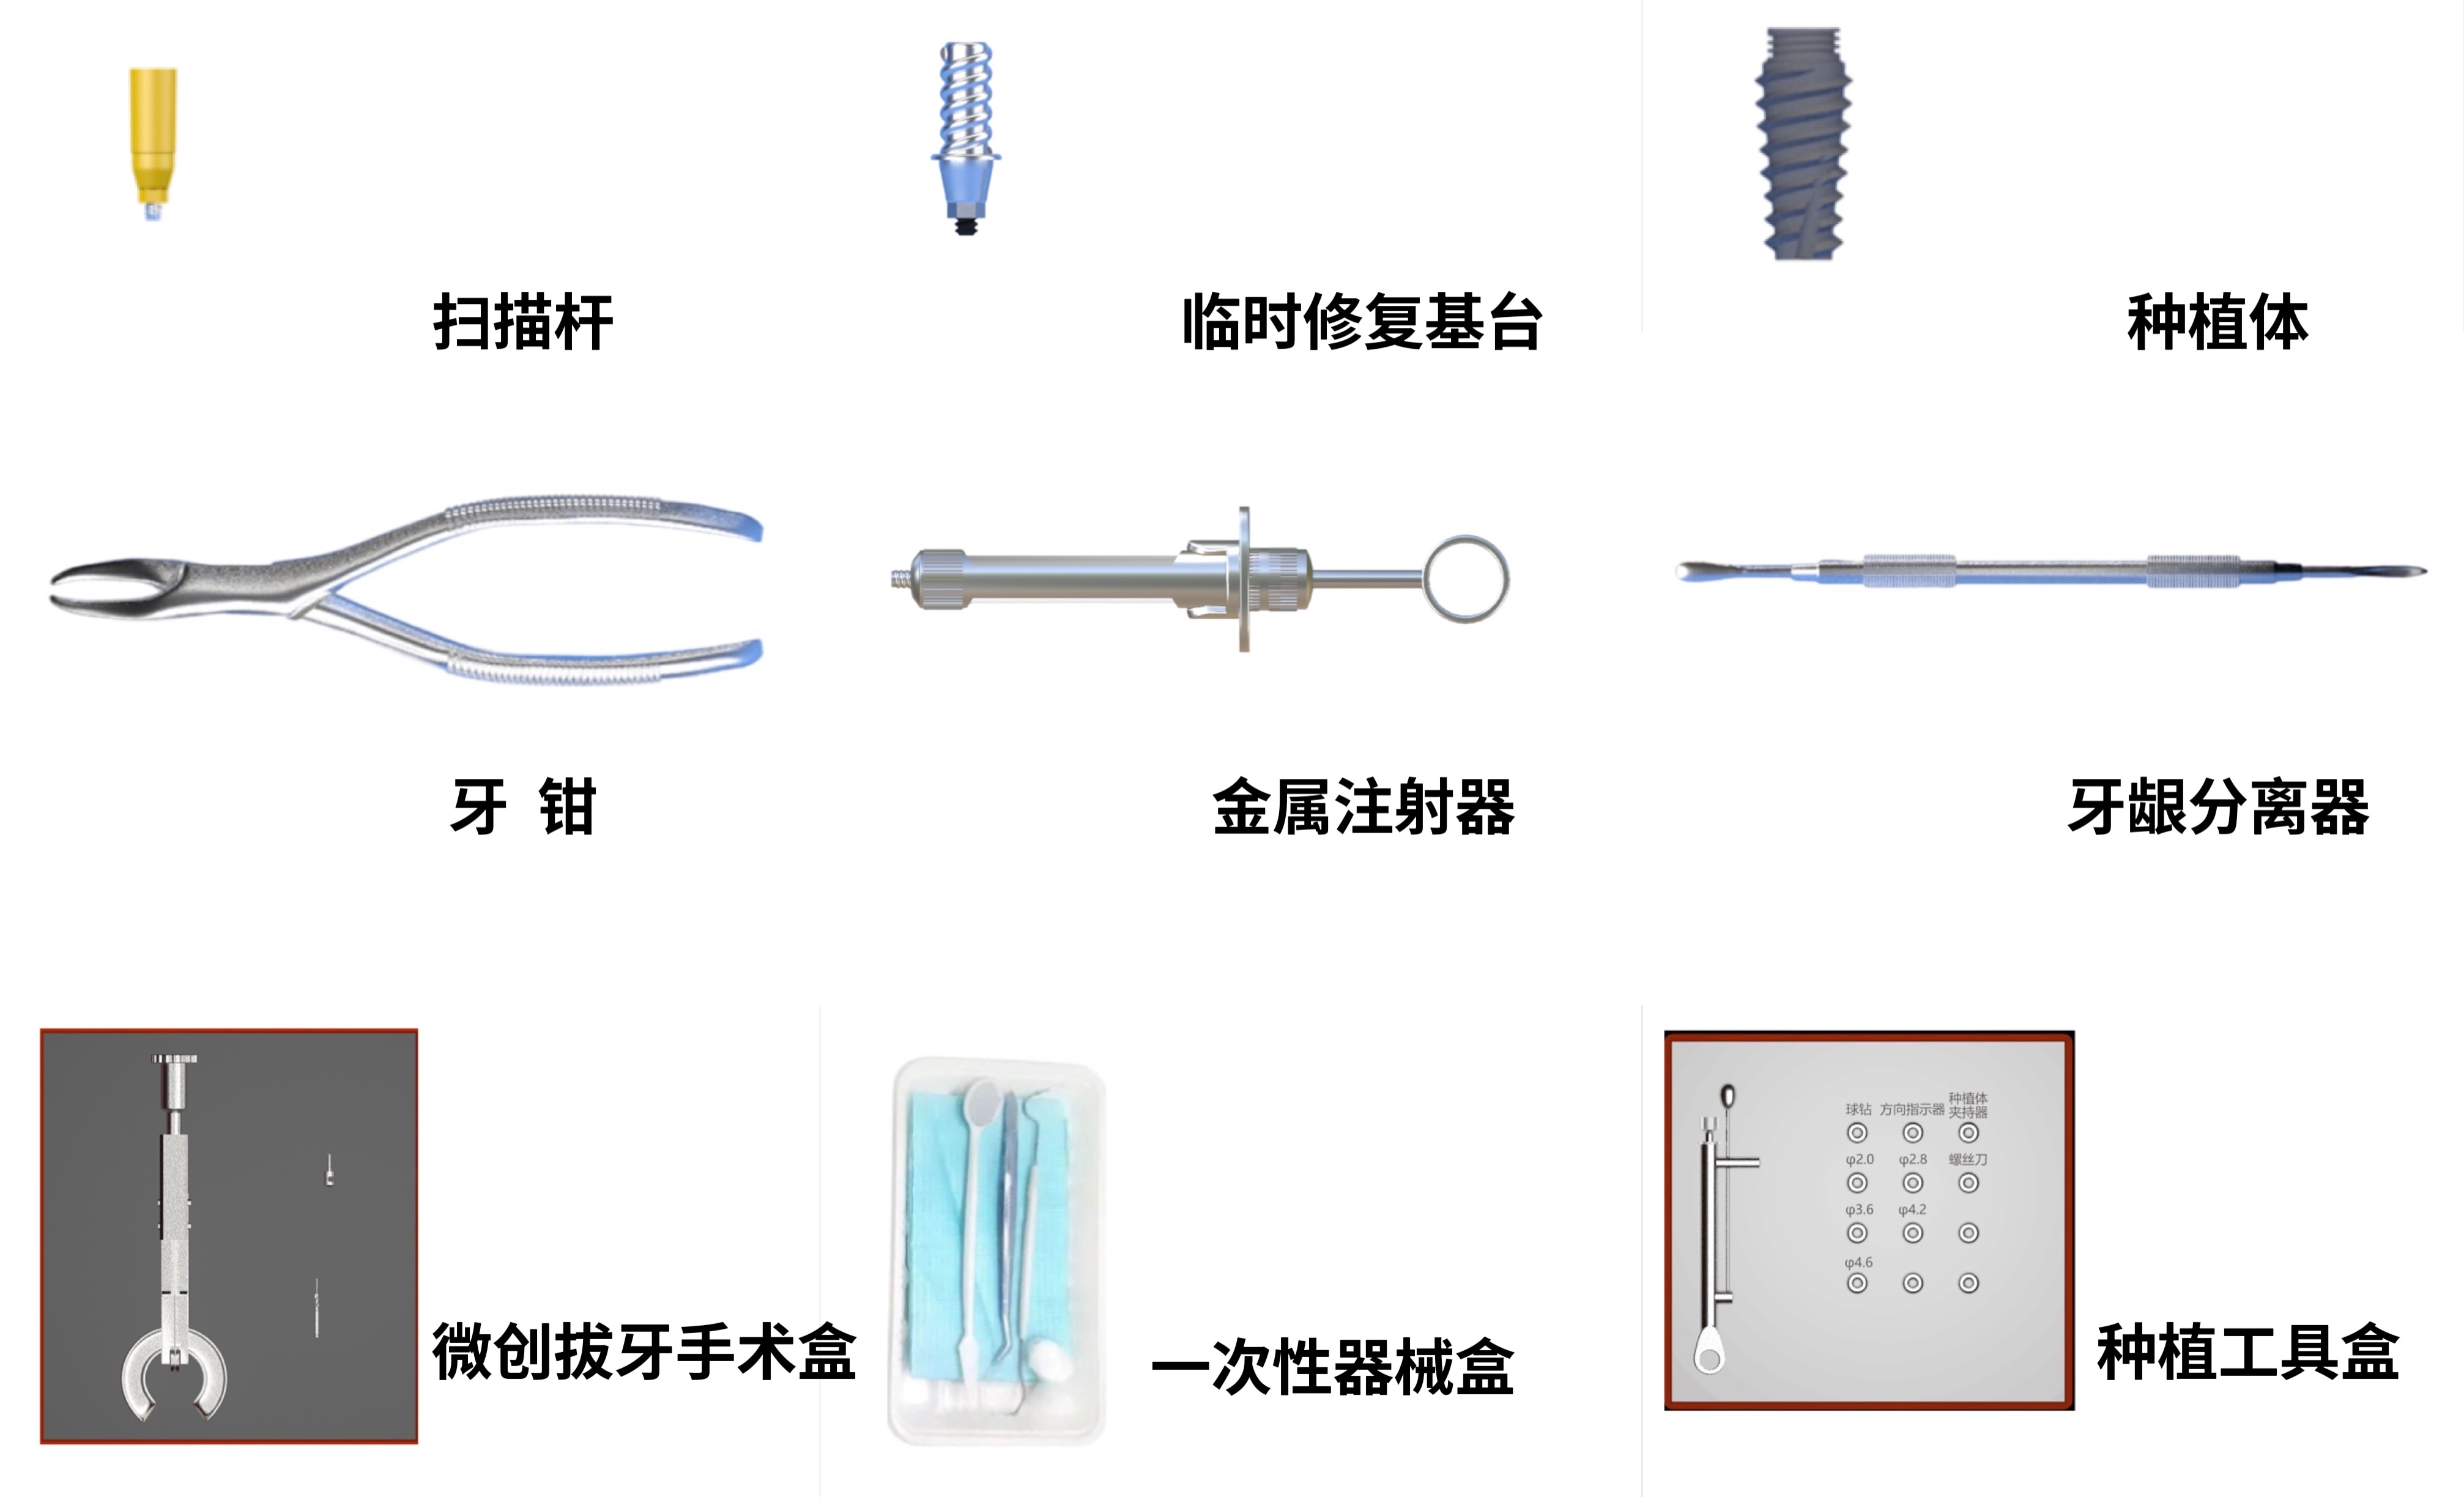 扫描杆
临时修复基台
种植体
牙 钳
金属注射器
牙龈分离器
微创拔牙手术盒
一次性器械盒
球钻 方向指示器 种植体
夹持器
φ2.0 φ2.8 螺丝刀
φ3.6 φ4.2
φ4.6
种植工具盒